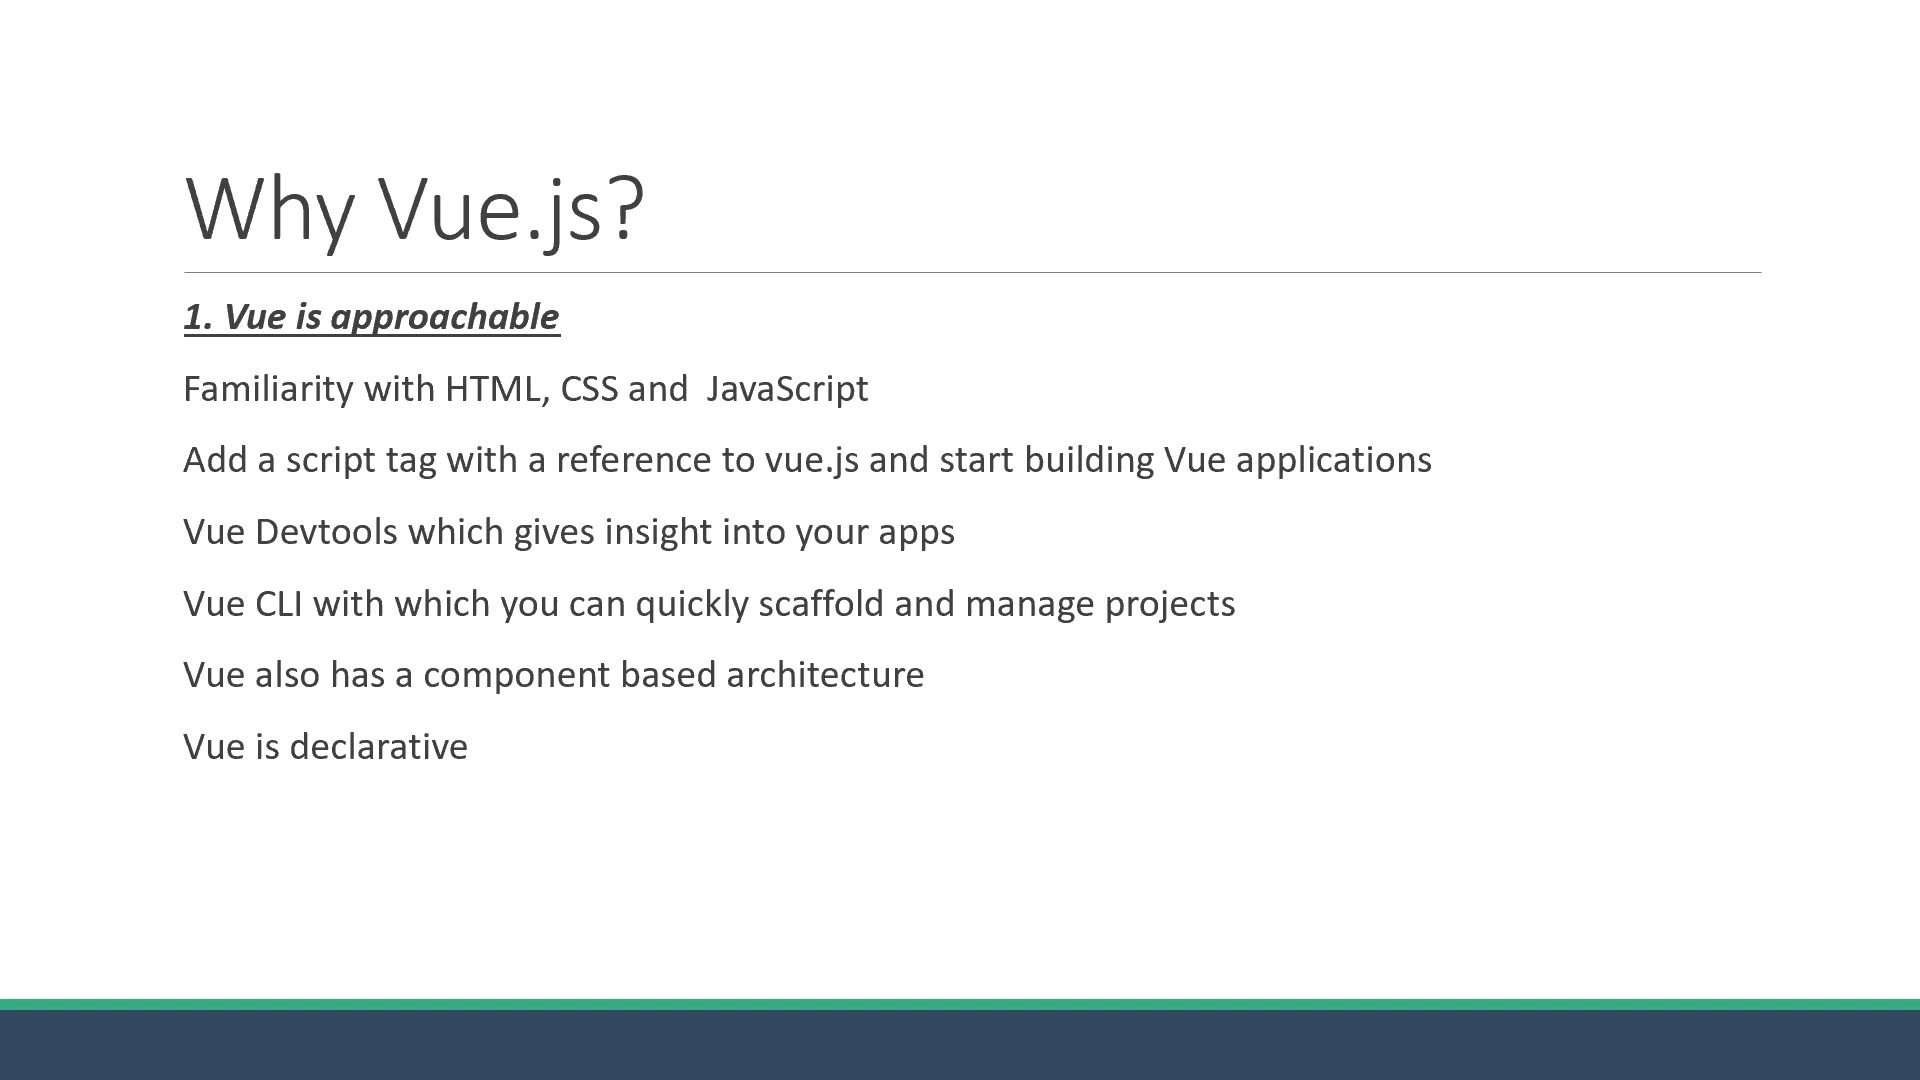 Why Vue.js?
1. Vue is approachable
Familiarity with HTML, CSS and  JavaScript
Add a script tag with a reference to vue.js and start building Vue applications
Vue Devtools which gives insight into your apps
Vue CLI with which you can quickly scaffold and manage projects
Vue also has a component based architecture
Vue is declarative